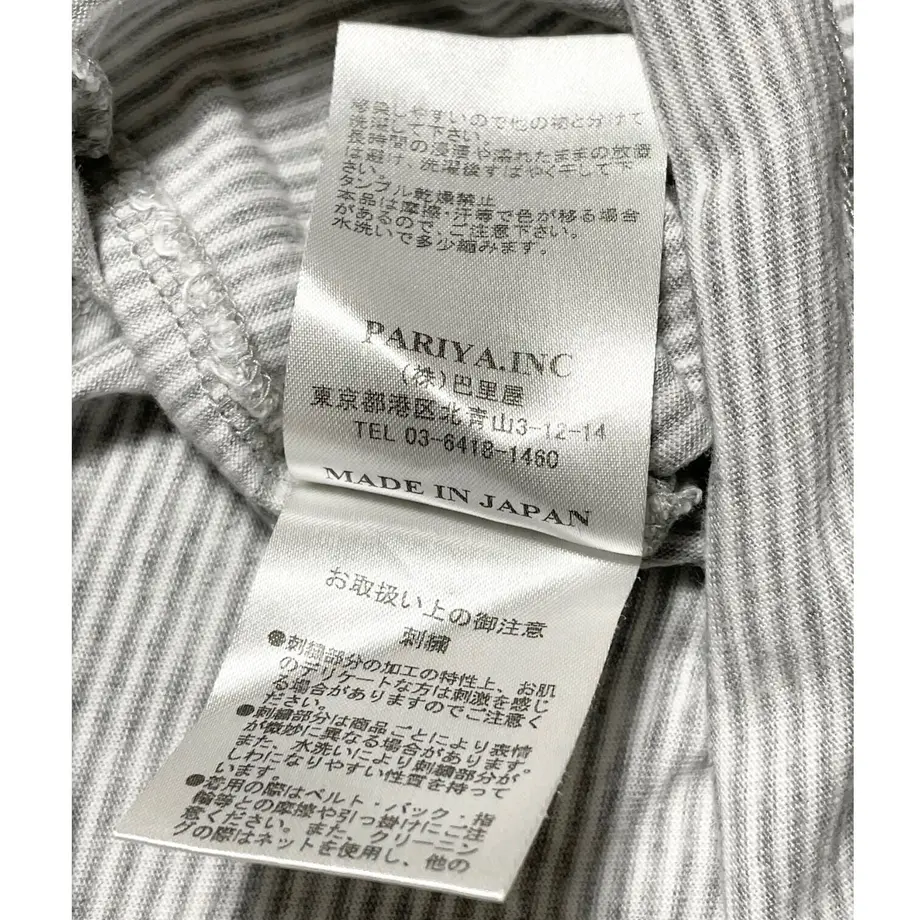 感染しやすいので他の物と分けて
洗濯して下さい。
長時間の浸漬や濡れたままの放置
は避け、洗濯後すばやく干して下
さい。
タンブル乾燥禁止
本品は摩擦・汗等で色が移る場合
があるので、ご注意下さい。
水洗いで多少縮みます。
PARIYA.INC
(株)巴里屋
東京都港区北青山3-12-14
TEL 03-6418-1460
MADE IN JAPAN
お取扱い上の御注意
刺繍
●刺繍部分の加工の特性上、お肌
のデリケートな方は刺激を感じ
る場合がありますのでご注意く
ださい。
●刺繍部分は商品ごとにより表情
が微妙に異なる場合があります。
また、水洗いにより刺繍部分が
しわになりやすい性質を持って
います。
●着用の際はベルト・バック・指
輪等との摩擦や引っ掛けにご注
意ください。また、クリーニン
グの際はネットを使用し、他の